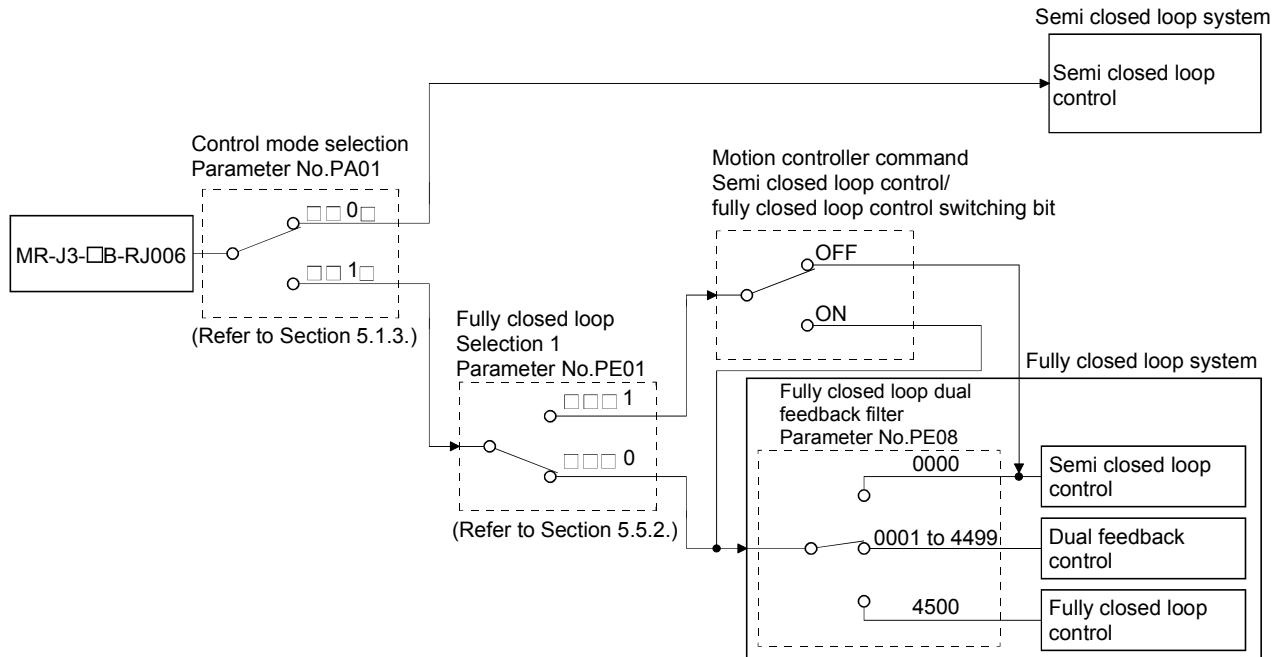 Semi closed loop system
Semi closed loop
control
Control mode selection
Parameter No.PA01
□□0□
□□1□
(Refer to Section 5.1.3.)
MR-J3-□B-RJ006
Motion controller command
Semi closed loop control/
fully closed loop control switching bit
OFF
ON
Fully closed loop
Selection 1
Parameter No.PE01
□□□1
□□□0
(Refer to Section 5.5.2.)
Fully closed loop system
Fully closed loop dual
feedback filter
Parameter No.PE08
0000
Semi closed loop
control
0001 to 4499
Dual feedback
control
4500
Fully closed loop
control